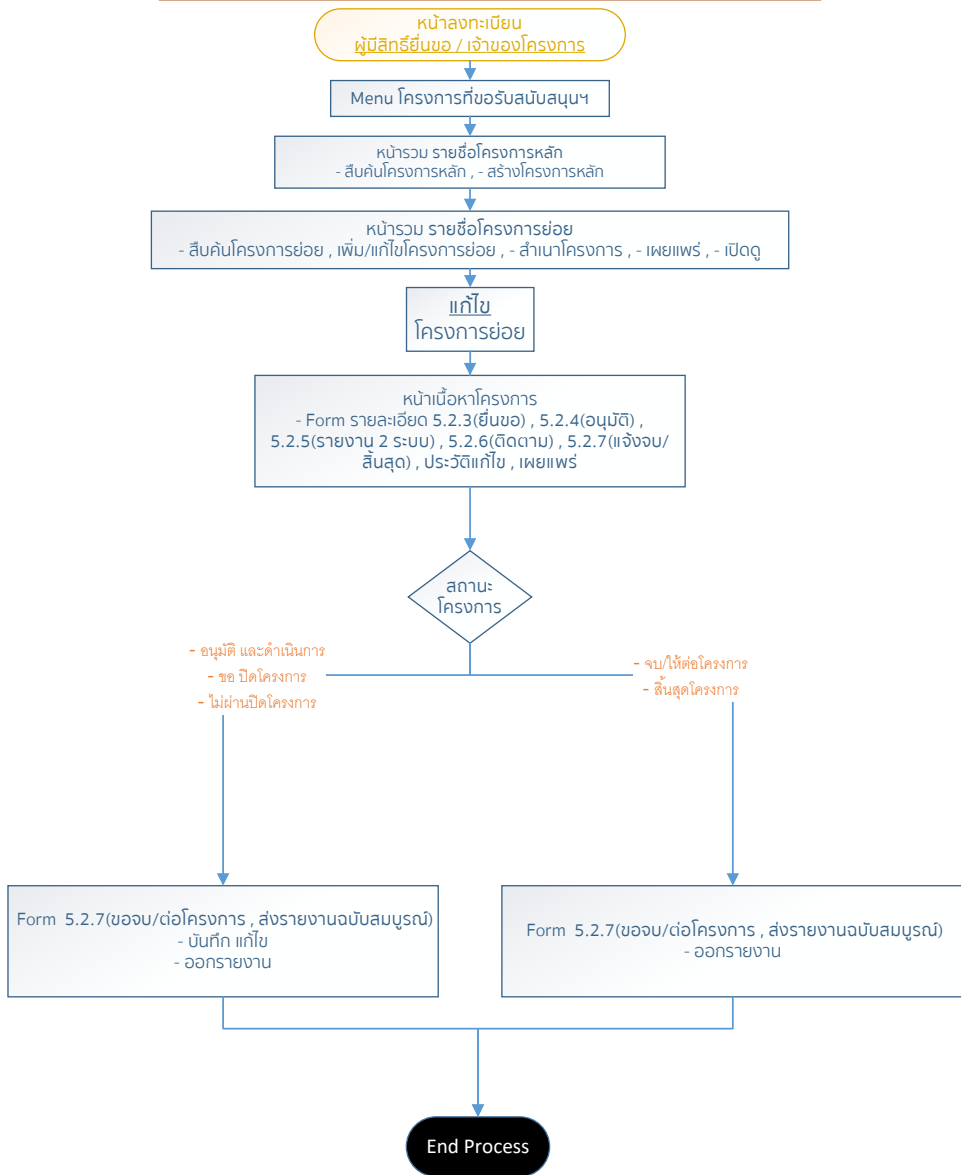 หน้าลงทะเบียน
ผู้มีสิทธิ์ยื่นขอ / เจ้าของโครงการ
Menu โครงการที่ขอรับสนับสนุนฯ
หน้ารวม รายชื่อโครงการหลัก
- สืบค้นโครงการหลัก , - สร้างโครงการหลัก
หน้ารวม รายชื่อโครงการย่อย
- สืบค้นโครงการย่อย , เพิ่ม/แก้ไขโครงการย่อย , - สำเนาโครงการ , - เผยแพร่ , - เปิดดู
แก้ไข
โครงการย่อย
หน้าเนื้อหาโครงการ
- Form รายละเอียด 5.2.3(ยื่นขอ) , 5.2.4(อนุมัติ) ,
5.2.5(รายงาน 2 ระบบ) , 5.2.6(ติดตาม) , 5.2.7(แจ้งจบ/
สิ้นสุด) , ประวัติแก้ไข , เผยแพร่
สถานะ
โครงการ
- อนุมัติ และดำเนินการ
- ขอ ปิดโครงการ
- ไม่ผ่านปิดโครงการ
- จบ/ให้ต่อโครงการ
- สิ้นสุดโครงการ
Form 5.2.7(ขอจบ/ต่อโครงการ , ส่งรายงานฉบับสมบูรณ์)
- บันทึก แก้ไข
- ออกรายงาน
Form 5.2.7(ขอจบ/ต่อโครงการ , ส่งรายงานฉบับสมบูรณ์)
- ออกรายงาน
End Process